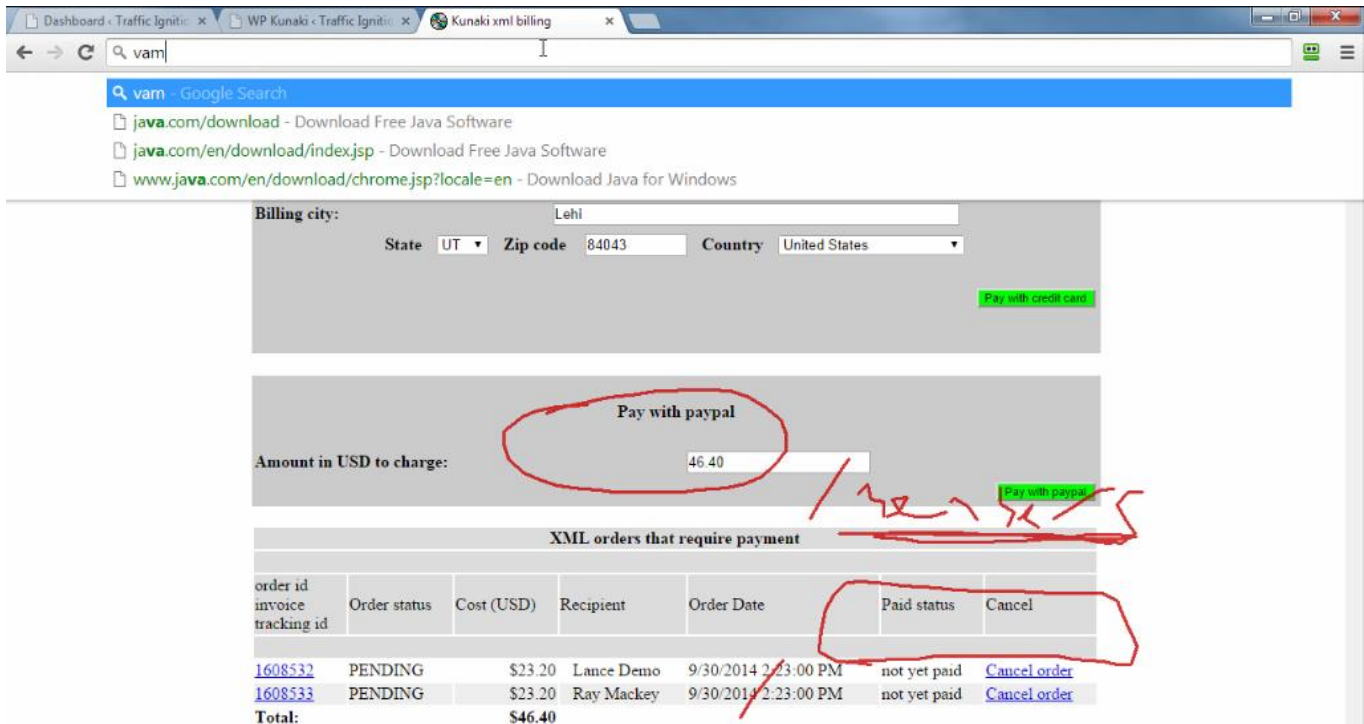 Dashboard ‹ Traffic Ignitio
WP Kunaki ‹ Traffic Ignitio
Kunaki xml billing
vam
vam - Google Search
java.com/download - Download Free Java Software
java.com/en/download/index.jsp - Download Free Java Software
www.java.com/en/download/chrome.jsp?locale=en - Download Java for Windows
Billing city: Lehi
State UT Zip code 84043 Country United States
Pay with credit card
Pay with paypal
Amount in USD to charge: 46.40
Pay with paypal
XML orders that require payment
order id
invoice Order status Cost (USD) Recipient Order Date Paid status Cancel
tracking id
1608532 PENDING $23.20 Lance Demo 9/30/2014 2:23:00 PM not yet paid Cancel order
1608533 PENDING $23.20 Ray Mackey 9/30/2014 2:23:00 PM not yet paid Cancel order
Total: $46.40